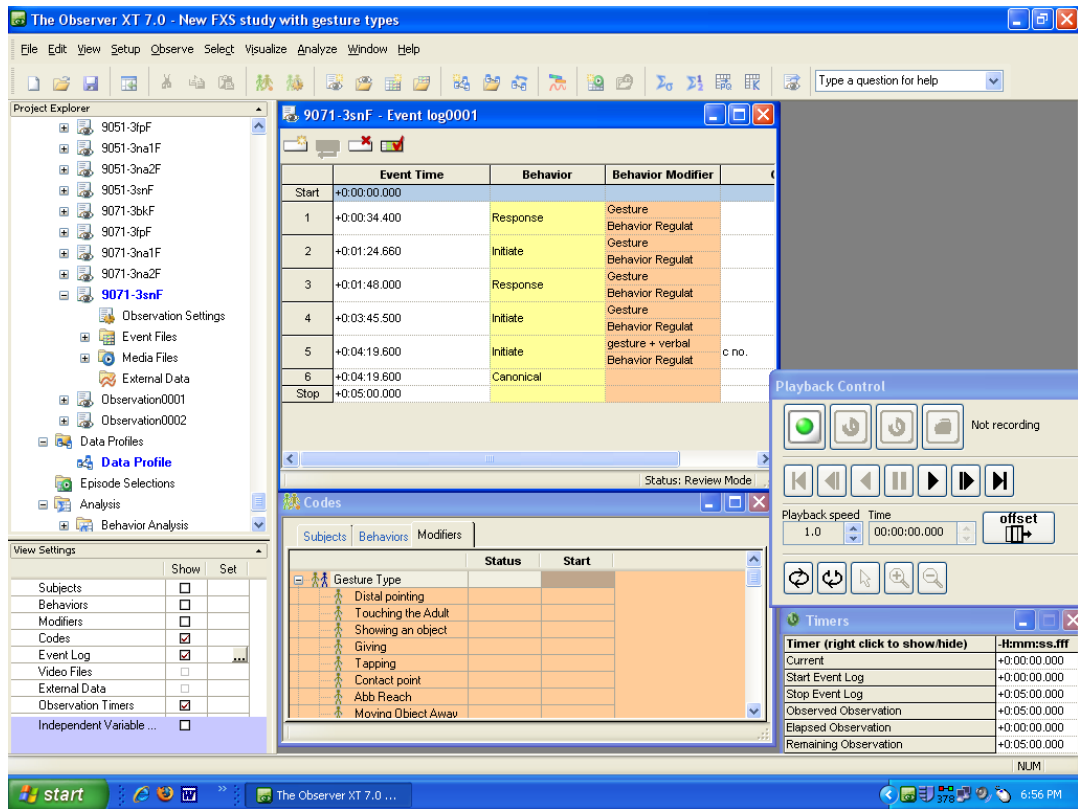 The Observer XT 7.0 - New FXS study with gesture types
File Edit View Setup Observe Select Visualize Analyze Window Help
Type a question for help
Project Explorer
9051-3fpF
9051-3na1F
9051-3na2F
9051-3snF
9071-3bkF
9071-3fpF
9071-3na1F
9071-3na2F
9071-3snF
Observation Settings
Event Files
Media Files
External Data
Observation0001
Observation0002
Data Profiles
Data Profile
Episode Selections
Analysis
Behavior Analysis
View Settings
Show Set
Subjects
Behaviors
Modifiers
Codes
Event Log ...
Video Files
External Data
Observation Timers
Independent Variable ...
9071-3snF - Event log0001
Event Time Behavior Behavior Modifier
Start +0:00:00.000
1 +0:00:34.400 Response Gesture
Behavior Regulat
2 +0:01:24.660 Initiate Gesture
Behavior Regulat
3 +0:01:48.000 Response Gesture
Behavior Regulat
4 +0:03:45.500 Initiate Gesture
Behavior Regulat
5 +0:04:19.600 Initiate gesture + verbal c no.
Behavior Regulat
6 +0:04:19.600 Canonical
Stop +0:05:00.000
Status: Review Mode
Codes
Subjects Behaviors Modifiers
Status Start
Gesture Type
Distal pointing
Touching the Adult
Showing an object
Giving
Tapping
Contact point
Abb Reach
Moving Object Away
Playback Control
Not recording
Playback speed Time
1.0 00:00:00.000 offset
Timers
Timer (right click to show/hide) -H:mm:ss.fff
Current +0:00:00.000
Start Event Log +0:00:00.000
Stop Event Log +0:05:00.000
Observed Observation +0:05:00.000
Elapsed Observation +0:00:00.000
Remaining Observation +0:05:00.000
NUM
start The Observer XT 7.0 ... 378 6:56 PM